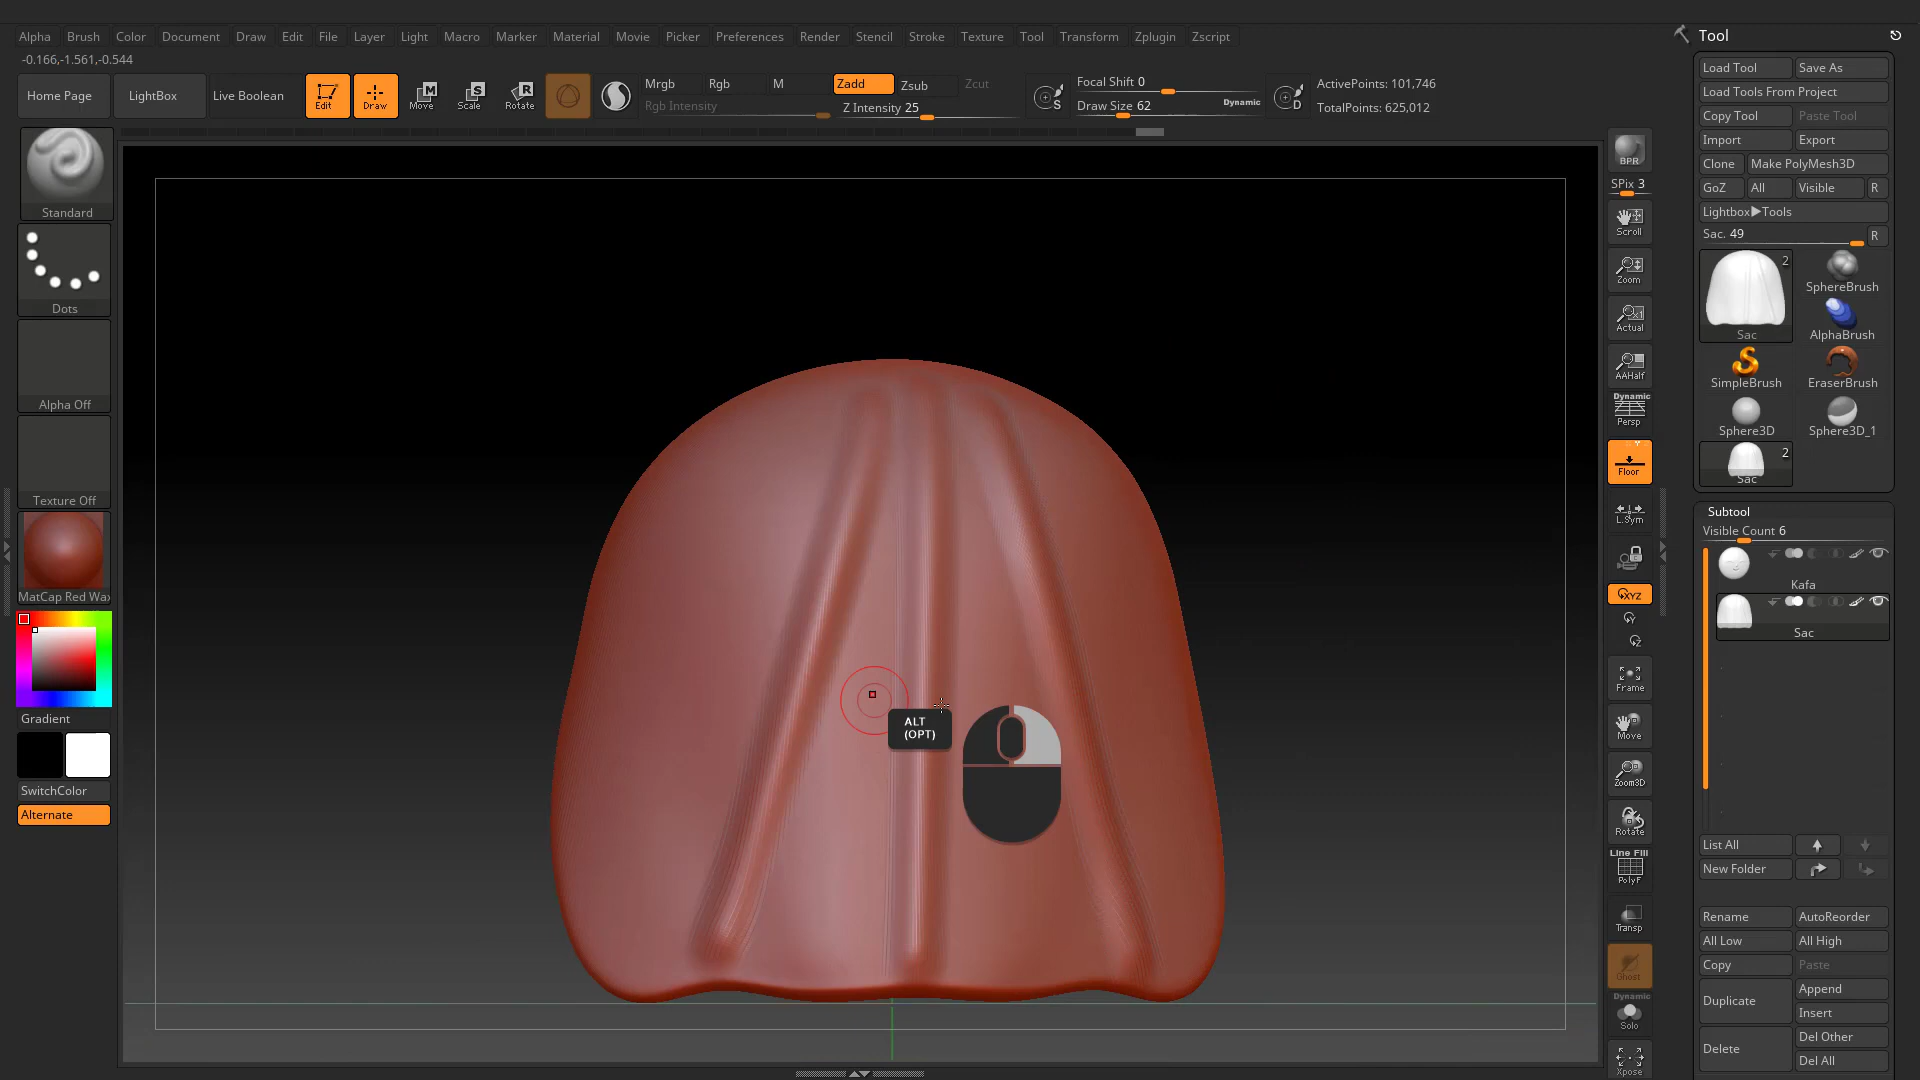 Alpha Brush Color Document Draw Edit File Layer Light Macro Marker Material Movie Picker Preferences Render Stencil Stroke Texture Tool Transform Zplugin Zscript
-0.166,-1.561,-0.544
Home Page
LightBox
Live Boolean
Edit
Draw
Move
Scale
Rotate
Mrgb Rgb M
Rgb Intensity
Zadd Zsub Zcut
Z Intensity 25
S
Focal Shift 0
Draw Size 62
Dynamic
D
ActivePoints: 101,746
TotalPoints: 625,012
Standard
Dots
Alpha Off
Texture Off
MatCap Red Wax
Gradient
SwitchColor
Alternate
ALT
(OPT)
BPR
SPix 3
Scroll
Zoom
Actual
AAHalf
Dynamic
Persp
Floor
L.Sym
XYZ
Y
Z
Frame
Move
Zoom3D
Rotate
Line Fill
PolyF
Transp
Ghost
Dynamic
Solo
Xpose
Tool
Load Tool Save As
Load Tools From Project
Copy Tool Paste Tool
Import Export
Clone Make PolyMesh3D
GoZ All Visible R
Lightbox▶Tools
Sac. 49 R
2
Sac
SphereBrush
AlphaBrush
SimpleBrush EraserBrush
Sphere3D Sphere3D_1
2
Sac
Subtool
Visible Count 6
Kafa
Sac
List All
New Folder
Rename AutoReorder
All Low All High
Copy Paste
Duplicate Append
Insert
Delete Del Other
Del All